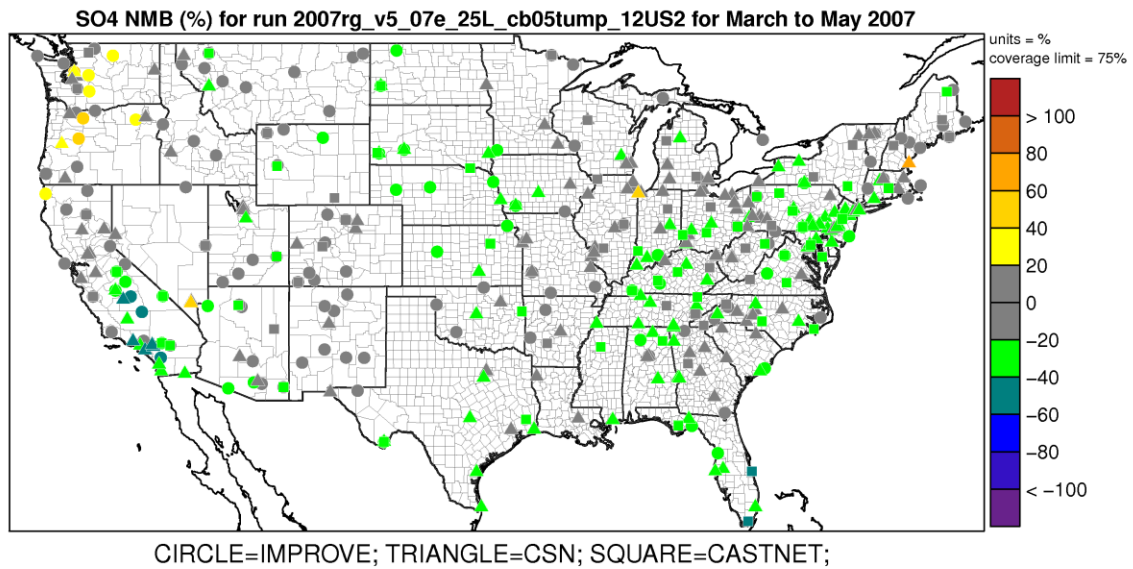 SO4 NMB (%) for run 2007rg_v5_07e_25L_cb05tump_12US2 for March to May 2007
units = %
coverage limit = 75%
> 100
80
60
40
20
0
−20
−40
−60
−80
< −100
CIRCLE=IMPROVE; TRIANGLE=CSN; SQUARE=CASTNET;